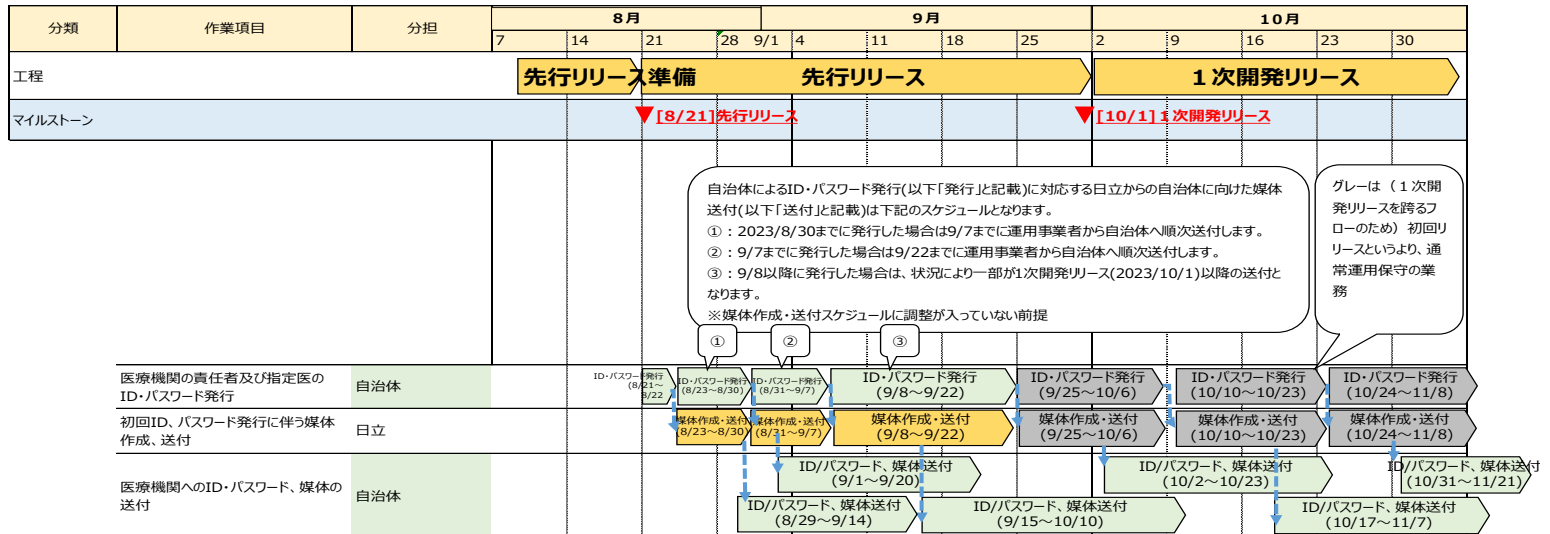 分類
作業項目
分担
8月
9月
10月
7 14 21 28 9/1 4 11 18 25 2 9 16 23 30
工程
先行リリース準備
先行リリース
1次開発リリース
マイルストーン
[8/21]先行リリース
[10/1]1次開発リリース
自治体によるID・パスワード発行(以下「発行」と記載)に対応する日立からの自治体に向けた媒体
送付(以下「送付」と記載)は下記のスケジュールとなります。
①：2023/8/30までに発行した場合は9/7までに運用事業者から自治体へ順次送付します。
②：9/7までに発行した場合は9/22までに運用事業者から自治体へ順次送付します。
③：9/8以降に発行した場合は、状況により一部が1次開発リリース(2023/10/1)以降の送付と
なります。
※媒体作成・送付スケジュールに調整が入っていない前提
グレーは（1次開
発リリースを跨るフ
ローのため）初回リ
リースというより、通
常運用保守の業
務
①
②
③
医療機関の責任者及び指定医の
ID・パスワード発行
自治体
ID・パスワード発行
(8/21～
8/22
ID・パスワード発行
(8/23～8/30)
ID・パスワード発行
(8/31～9/7)
ID・パスワード発行
(9/8～9/22)
ID・パスワード発行
(9/25～10/6)
ID・パスワード発行
(10/10～10/23)
ID・パスワード発行
(10/24～11/8)
初回ID、パスワード発行に伴う媒体
作成、送付
日立
媒体作成・送付
(8/23～8/30)
媒体作成・送付
(8/31～9/7)
媒体作成・送付
(9/8～9/22)
媒体作成・送付
(9/25～10/6)
媒体作成・送付
(10/10～10/23)
媒体作成・送付
(10/24～11/8)
医療機関へのID・パスワード、媒体の
送付
自治体
ID/パスワード、媒体送付
(9/1～9/20)
ID/パスワード、媒体送付
(10/2～10/23)
ID/パスワード、媒体送付
(10/31～11/21)
ID/パスワード、媒体送付
(8/29～9/14)
ID/パスワード、媒体送付
(9/15～10/10)
ID/パスワード、媒体送付
(10/17～11/7)